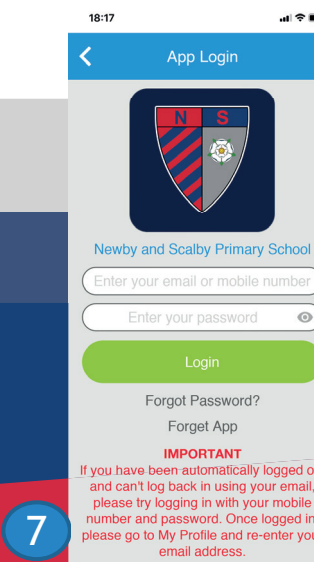 18:17
App Login
N S
Newby and Scalby Primary School
Enter your email or mobile number
Enter your password
Login
Forgot Password?
Forget App
IMPORTANT
If you have been automatically logged o
and can't log back in using your email,
please try logging in with your mobile
number and password. Once logged in
please go to My Profile and re-enter you
email address.
7